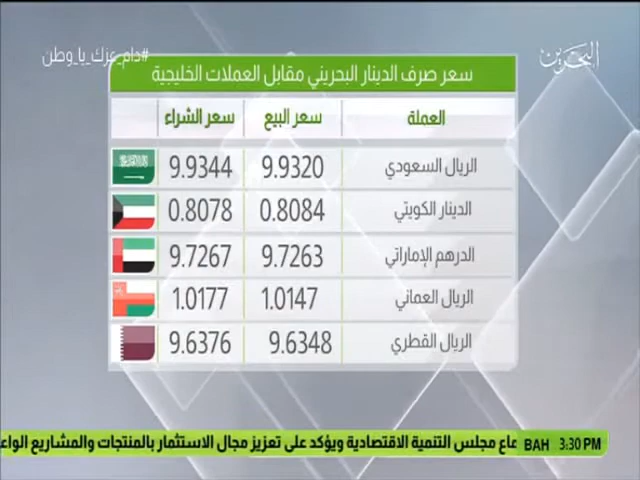 #دام_عزك_يا_وطن
البحرين
سعر صرف الدينار البحريني مقابل العملات الخليجية
العملة سعر البيع سعر الشراء
الريال السعودي 9.9320 9.9344
الدينار الكويتي 0.8084 0.8078
الدرهم الإماراتي 9.7263 9.7267
الريال العماني 1.0147 1.0177
الريال القطري 9.6348 9.6376
BAH 3:30 PM
ماع مجلس التنمية الاقتصادية ويؤكد على تعزيز مجال الاستثمار بالمنتجات والمشاريع الواع